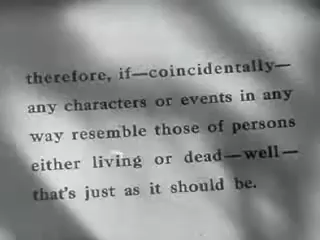 therefore, if—coincidentally—
any characters or events in any
way resemble those of persons
either living or dead—well—
that's just as it should be.